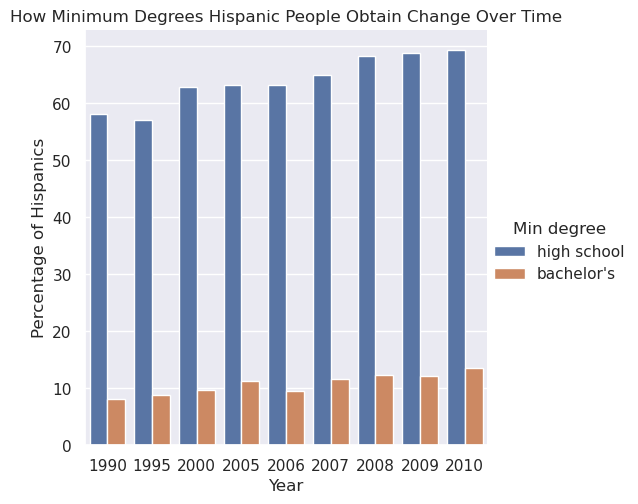 How Minimum Degrees Hispanic People Obtain Change Over Time
70
60
50
40
30
20
10
0
Percentage of Hispanics
1990 1995 2000 2005 2006 2007 2008 2009 2010
Year
Min degree
high school
bachelor's